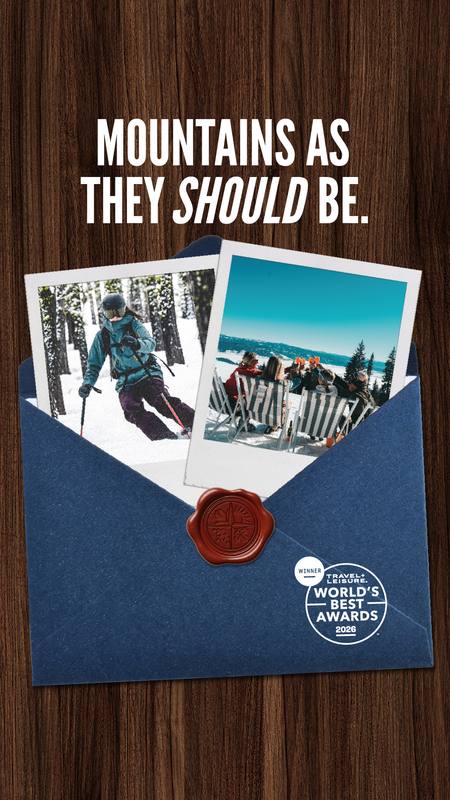 MOUNTAINS AS
THEY SHOULD BE.
WINNER
TRAVEL+
LEISURE.
WORLD'S
BEST
AWARDS
2026